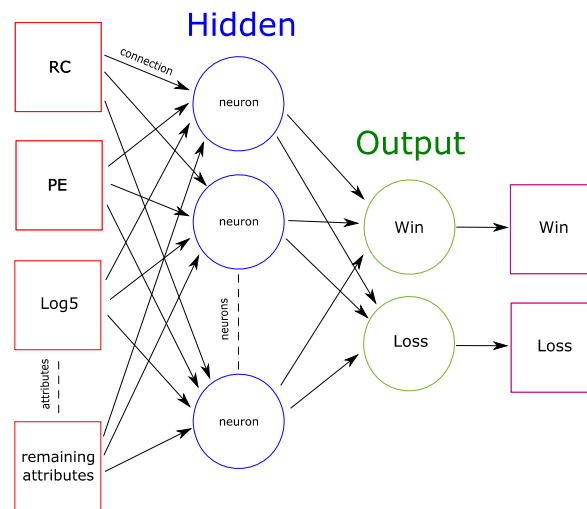 Hidden
connection
RC
neuron
Output
PE
neuron
Win
Win
Log5
neurons
Loss
Loss
attributes
neuron
remaining
attributes